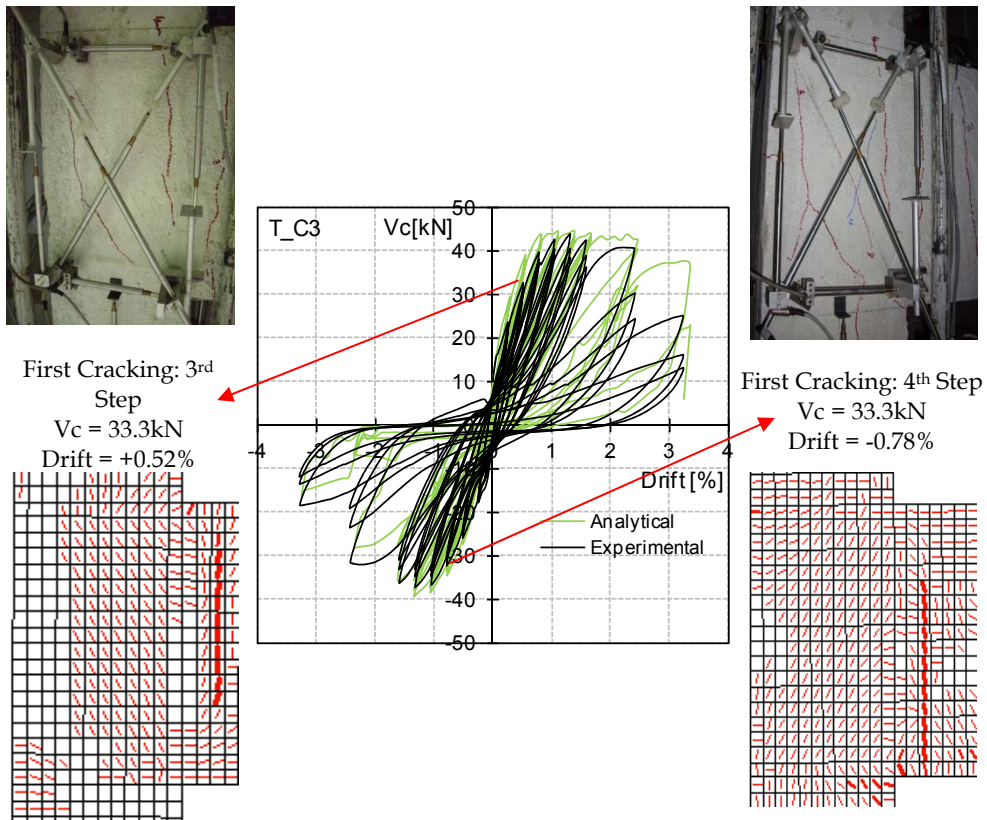 50
T_C3
Vc[kN]
40
30
20
10
0
-4
-3
-2
-1
0
1
2
3
4
Drift [%]
-10
-20
-30
-40
-50
Analytical
Experimental
First Cracking: 3rd
Step
Vc = 33.3kN
Drift = +0.52%
First Cracking: 4th Step
Vc = 33.3kN
Drift = -0.78%